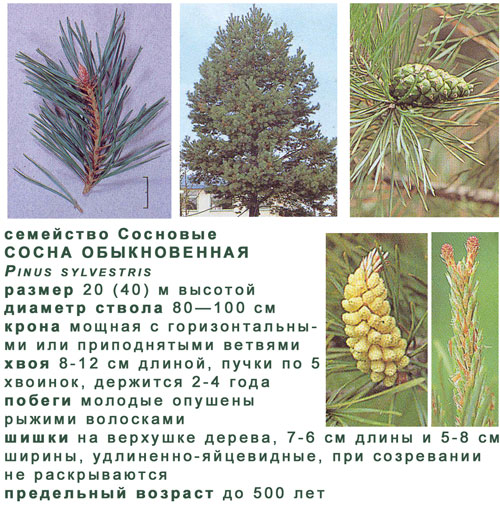 семейство Сосновые
СОСНА ОБЫКНОВЕННАЯ
PINUS SYLVESTRIS
размер 20 (40) м высотой
диаметр ствола 80—100 см
крона мощная с горизонтальны-
ми или приподнятыми ветвями
хвоя 8-12 см длиной, пучки по 5
хвоинок, держится 2-4 года
побеги молодые опушены
рыжими волосками
шишки на верхушке дерева, 7-6 см длины и 5-8 см
ширины, удлиненно-яйцевидные, при созревании
не раскрываются
предельный возраст до 500 лет